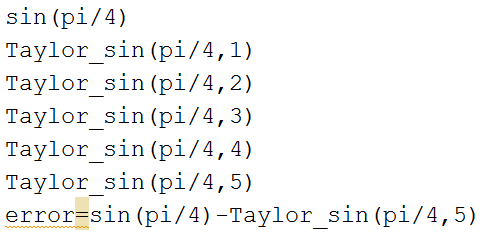 sin(pi/4)
Taylor_sin(pi/4,1)
Taylor_sin(pi/4,2)
Taylor_sin(pi/4,3)
Taylor_sin(pi/4,4)
Taylor_sin(pi/4,5)
error=sin(pi/4)-Taylor_sin(pi/4,5)